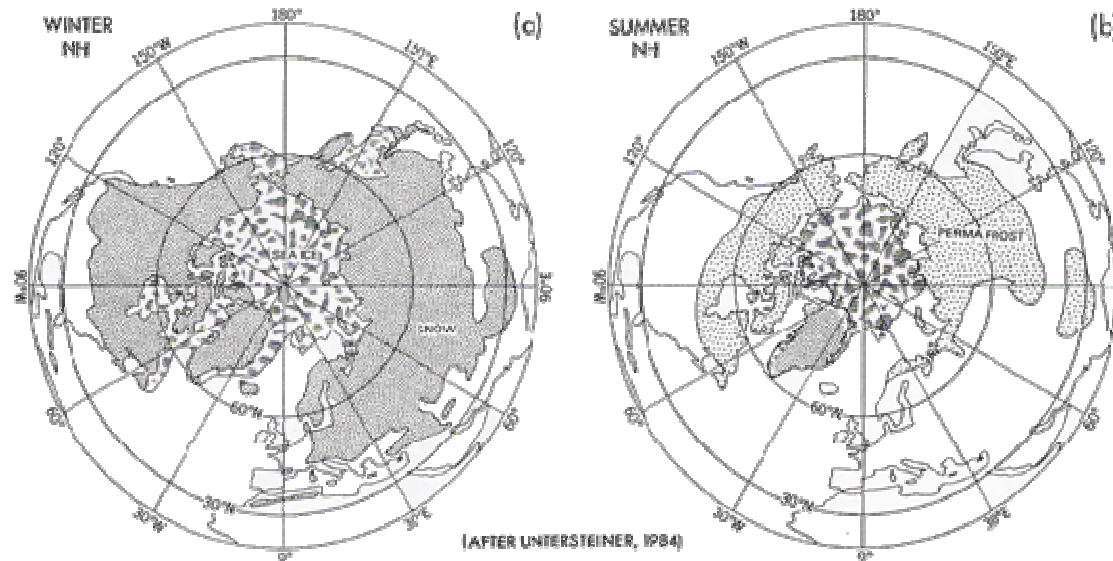 WINTER
NH
(a)
180°
150°W
150°E
120°
120°
90°W
90°E
SEA ICE
SNOW
60
60
60°N
30°N
30°W
30°E
0°
SUMMER
NH
(b)
180°
150°W
150°E
120°
120°
90°W
PERMA FROST
60
60
60°N
30°N
30°W
30°E
0°
(AFTER UNTERSTEINER, 1984)